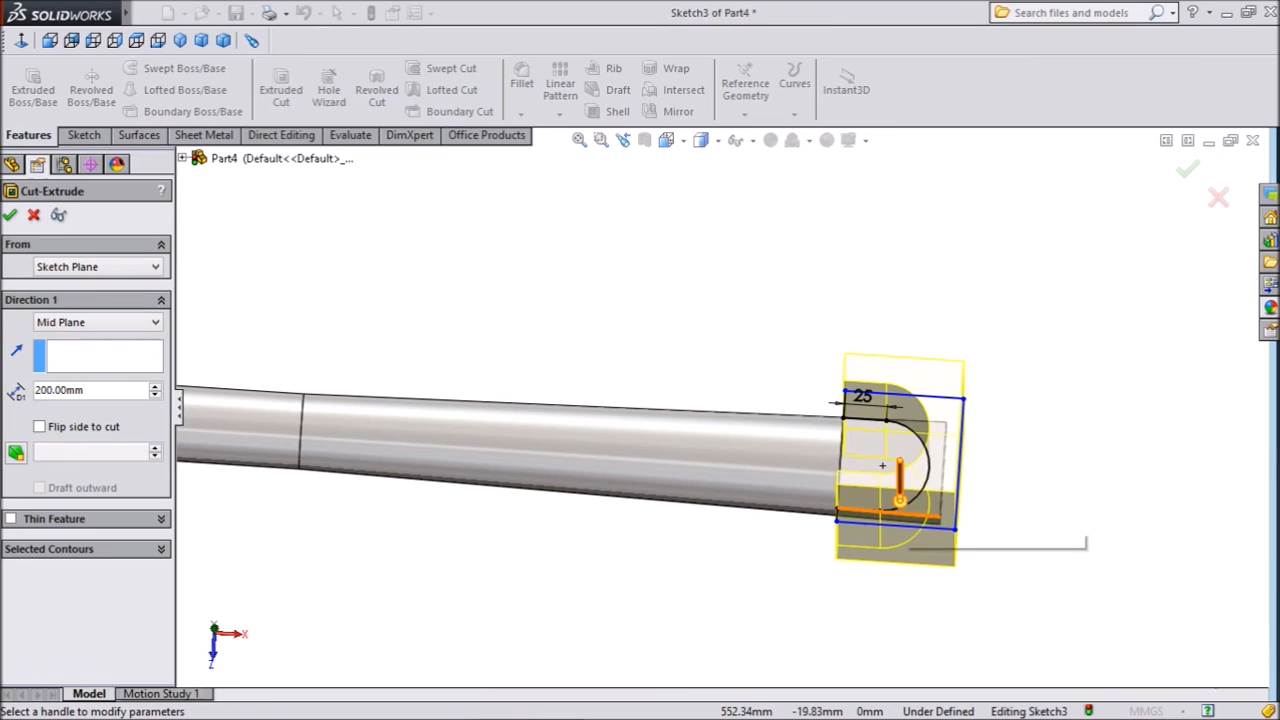 SOLIDWORKS
Sketch3 of Part4 *
Search files and models
Extruded Boss/Base
Revolved Boss/Base
Swept Boss/Base
Lofted Boss/Base
Boundary Boss/Base
Extruded Cut
Hole Wizard
Revolved Cut
Swept Cut
Lofted Cut
Boundary Cut
Fillet
Linear Pattern
Rib
Draft
Shell
Wrap
Intersect
Mirror
Reference Geometry
Curves
Instant3D
Features
Sketch
Surfaces
Sheet Metal
Direct Editing
Evaluate
DimXpert
Office Products
Part4 (Default<<Default>_...
Cut-Extrude
?
From
Sketch Plane
Direction 1
Mid Plane
D1
200.00mm
Flip side to cut
Draft outward
Thin Feature
Selected Contours
25
X
Z
Model
Motion Study 1
Select a handle to modify parameters
552.34mm
-19.83mm
0mm
Under Defined
Editing Sketch3
MMGS